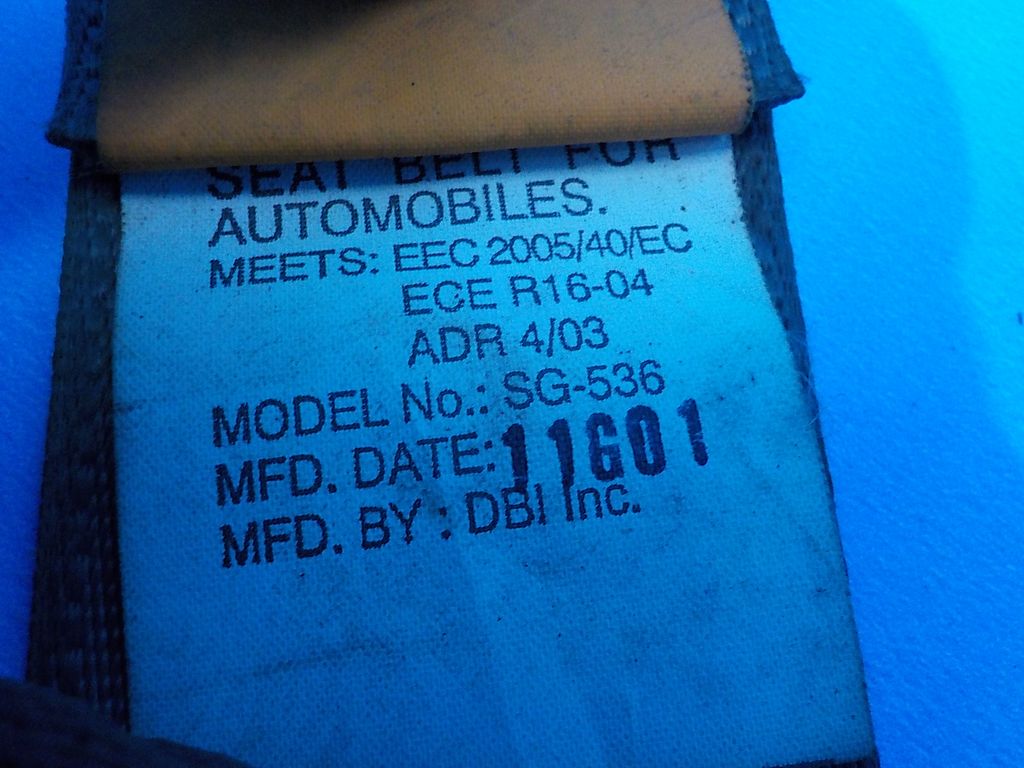 SEAT BELT FOR
AUTOMOBILES.
MEETS: EEC 2005/40/EC
ECE R16-04
ADR 4/03
MODEL No.: SG-536
MFD. DATE: 11G01
MFD. BY : DBI Inc.